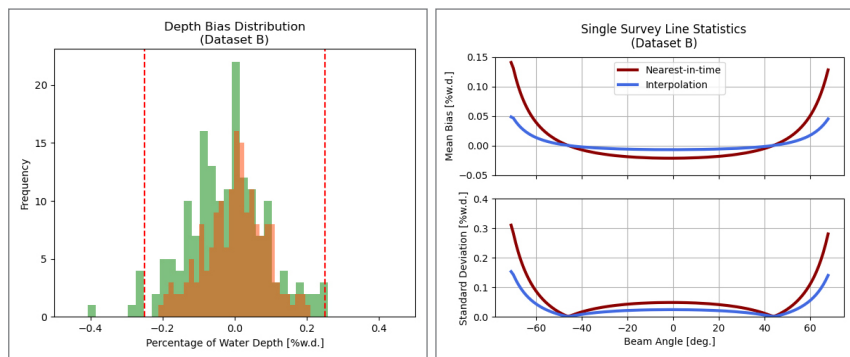 Depth Bias Distribution
(Dataset B)
20
15
10
5
0
Frequency
−0.4 −0.2 0.0 0.2 0.4
Percentage of Water Depth [%w.d.]
Single Survey Line Statistics
(Dataset B)
Nearest-in-time
Interpolation
0.15
0.10
0.05
0.00
−0.05
Mean Bias [%w.d.]
0.4
0.3
0.2
0.1
0.0
Standard Deviation [%w.d.]
−60 −40 −20 0 20 40 60
Beam Angle [deg.]